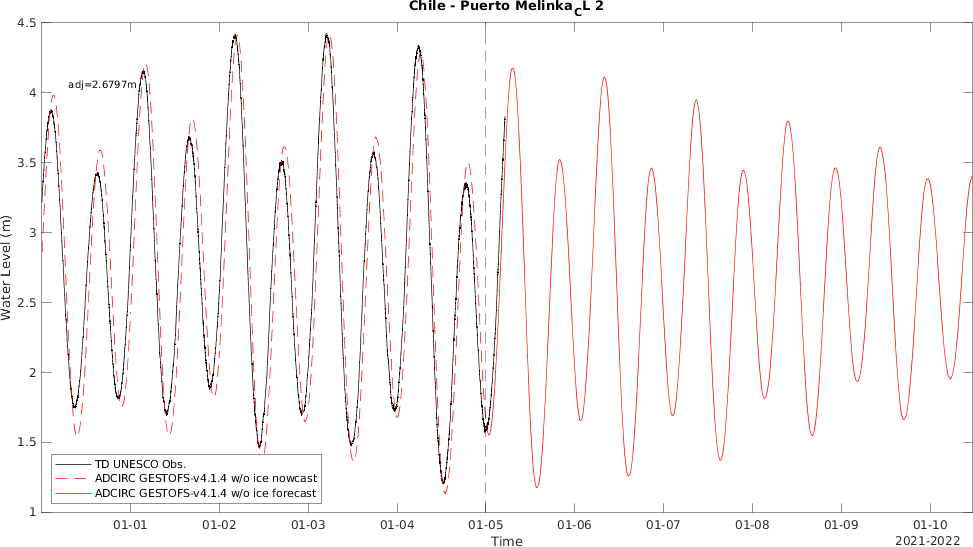 Chile - Puerto MelinkaCL 2
4.5
adj=2.6797m
4
3.5
3
2.5
2
1.5
1
Water Level (m)
TD UNESCO Obs.
ADCIRC GESTOFS-v4.1.4 w/o ice nowcast
ADCIRC GESTOFS-v4.1.4 w/o ice forecast
01-01 01-02 01-03 01-04 01-05 01-06 01-07 01-08 01-09 01-10
Time
2021-2022